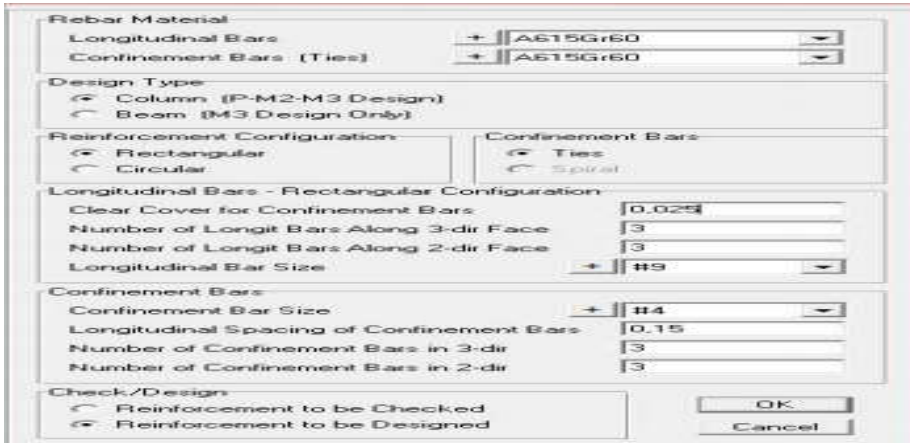 Rebar Material
Longitudinal Bars + A615Gr60
Confinement Bars (Ties) + A615Gr60
Design Type
Column (P-M2-M3 Design)
Beam (M3 Design Only)
Reinforcement Configuration
Rectangular
Circular
Confinement Bars
Ties
Spiral
Longitudinal Bars - Rectangular Configuration
Clear Cover for Confinement Bars 0.025
Number of Longit Bars Along 3-dir Face 3
Number of Longit Bars Along 2-dir Face 3
Longitudinal Bar Size + #9
Confinement Bars
Confinement Bar Size + #4
Longitudinal Spacing of Confinement Bars 0.15
Number of Confinement Bars in 3-dir 3
Number of Confinement Bars in 2-dir 3
Check/Design
Reinforcement to be Checked
Reinforcement to be Designed
OK
Cancel